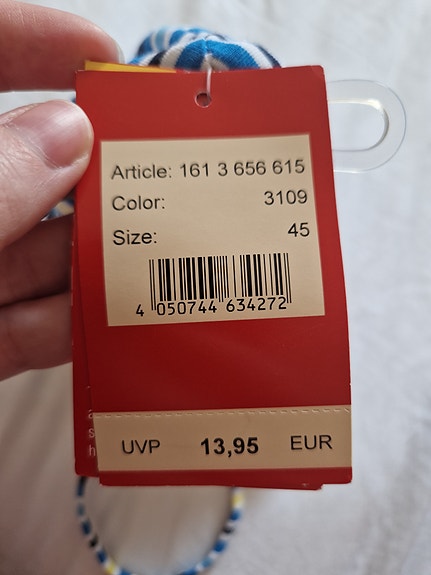 Article: 161 3 656 615
Color: 3109
Size: 45
4 050744 634272
UVP 13,95 EUR
a
s
h